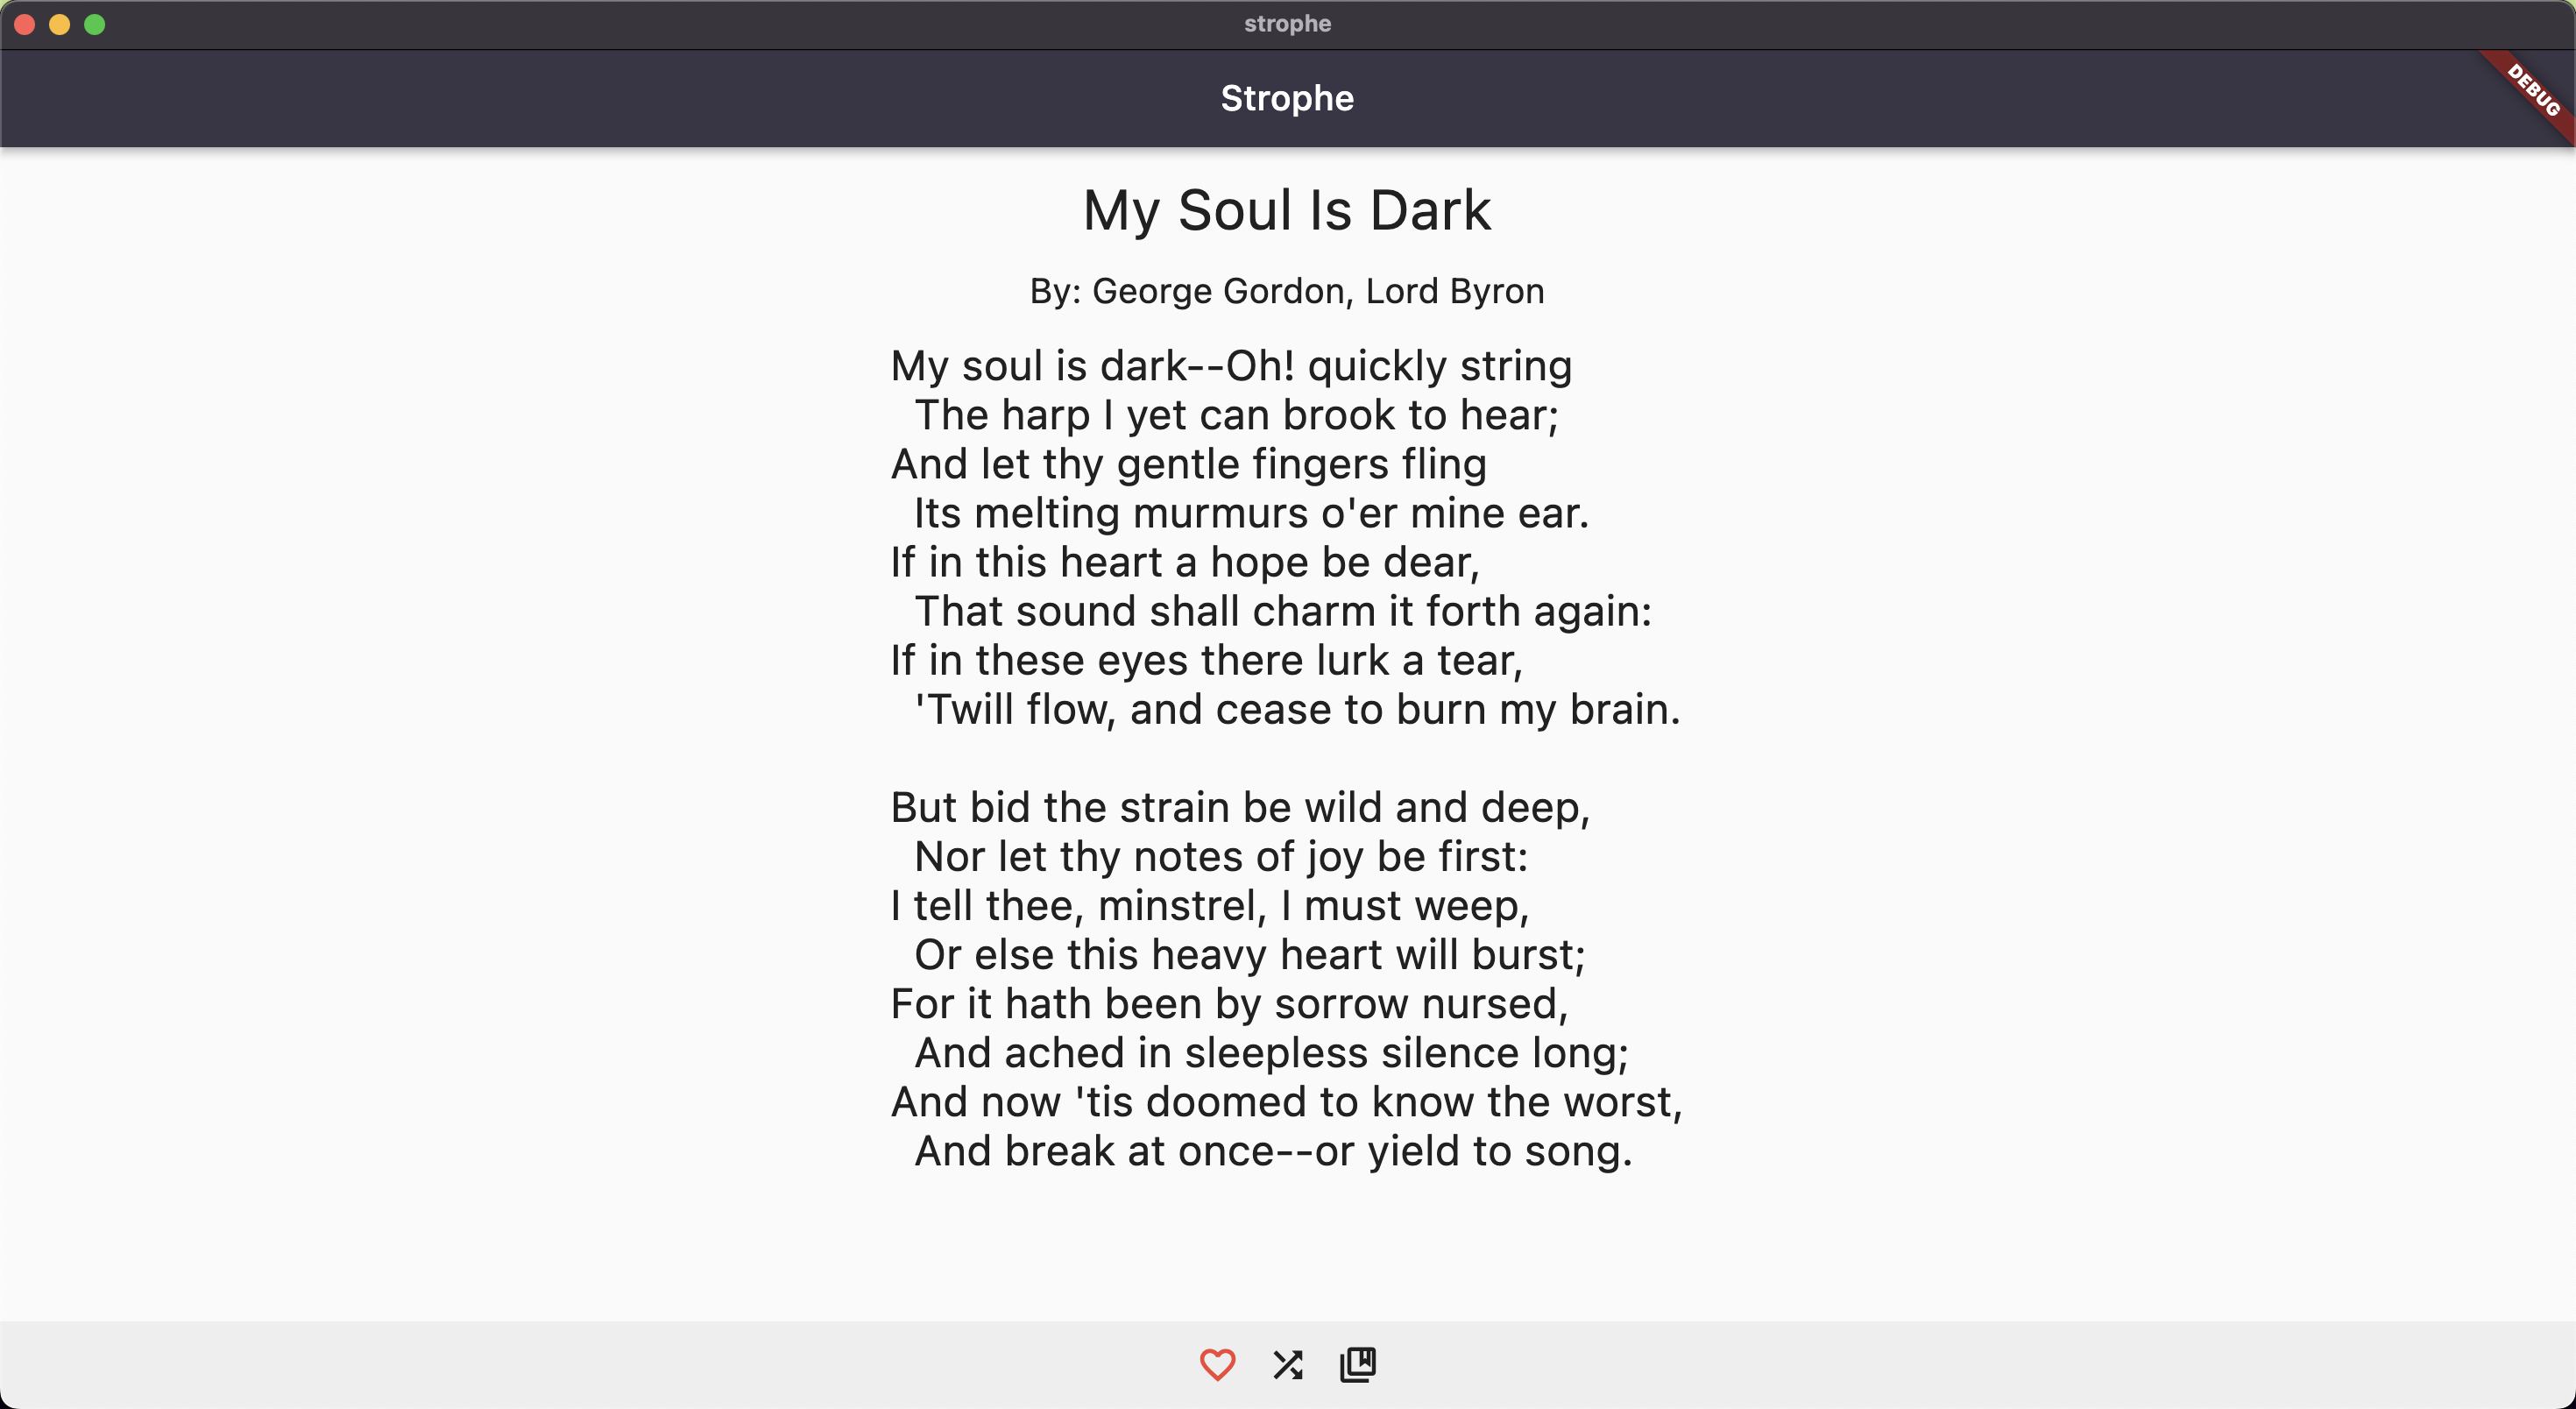 strophe
Strophe
DEBUG
My Soul Is Dark
By: George Gordon, Lord Byron
My soul is dark--Oh! quickly string
  The harp I yet can brook to hear;
And let thy gentle fingers fling
  Its melting murmurs o'er mine ear.
If in this heart a hope be dear,
  That sound shall charm it forth again:
If in these eyes there lurk a tear,
  'Twill flow, and cease to burn my brain.

But bid the strain be wild and deep,
  Nor let thy notes of joy be first:
I tell thee, minstrel, I must weep,
  Or else this heavy heart will burst;
For it hath been by sorrow nursed,
  And ached in sleepless silence long;
And now 'tis doomed to know the worst,
  And break at once--or yield to song.